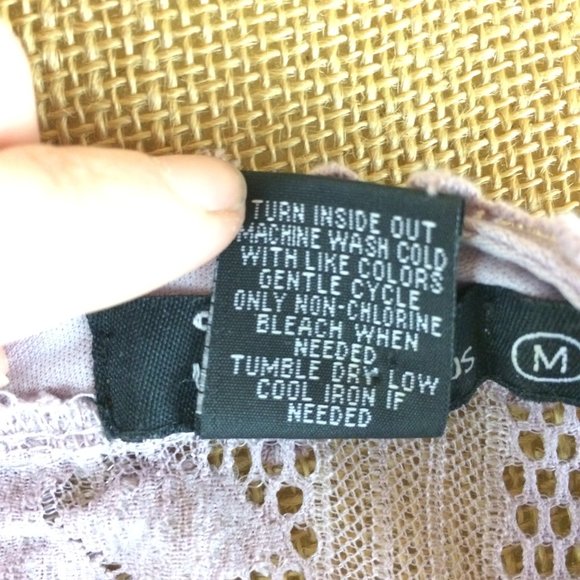 TURN INSIDE OUT
MACHINE WASH COLD
WITH LIKE COLORS
GENTLE CYCLE
ONLY NON-CHLORINE
BLEACH WHEN
NEEDED
TUMBLE DRY LOW
COOL IRON IF
NEEDED
M